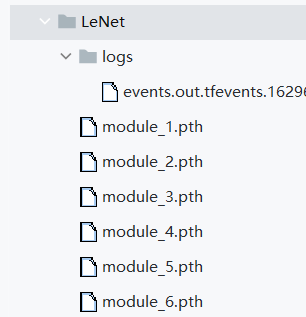 LeNet
logs
events.out.tfevents.16296
module_1.pth
module_2.pth
module_3.pth
module_4.pth
module_5.pth
module_6.pth